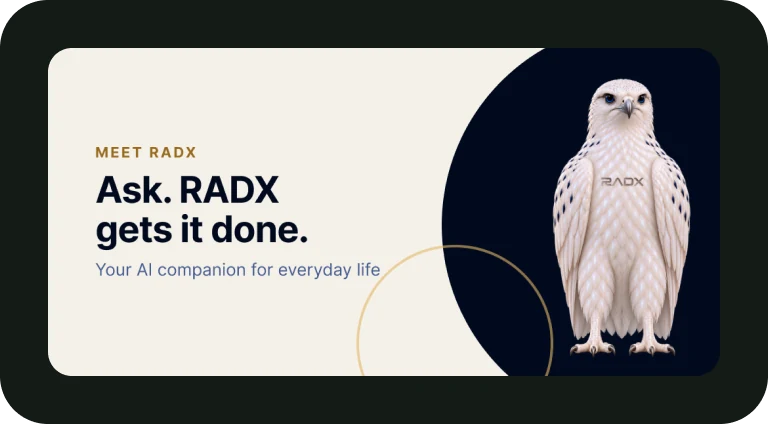 MEET RADX
Ask. RADX
gets it done.
Your AI companion for everyday life
RADX